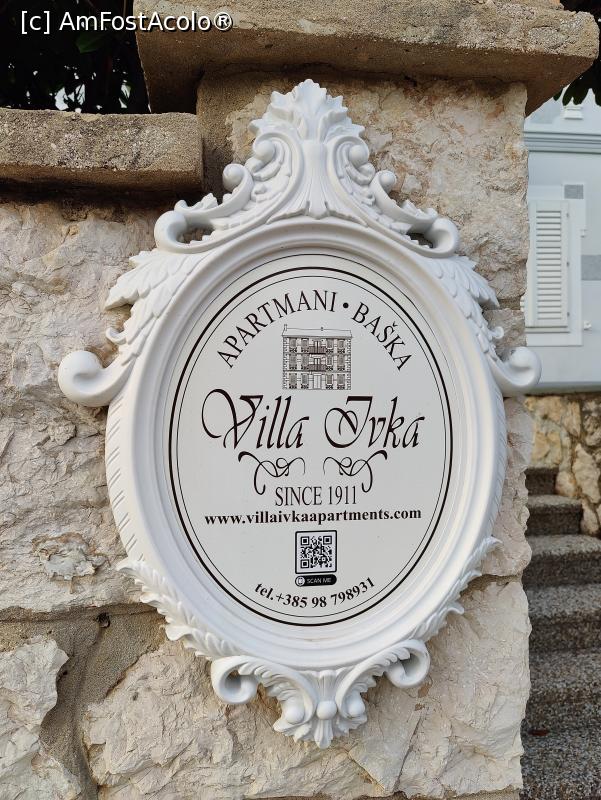 [c] AmFostAcolo®
APARTMANI • BAŠKA
Villa Ivka
SINCE 1911
www.villaivkaapartments.com
SCAN ME
tel.+385 98 798931